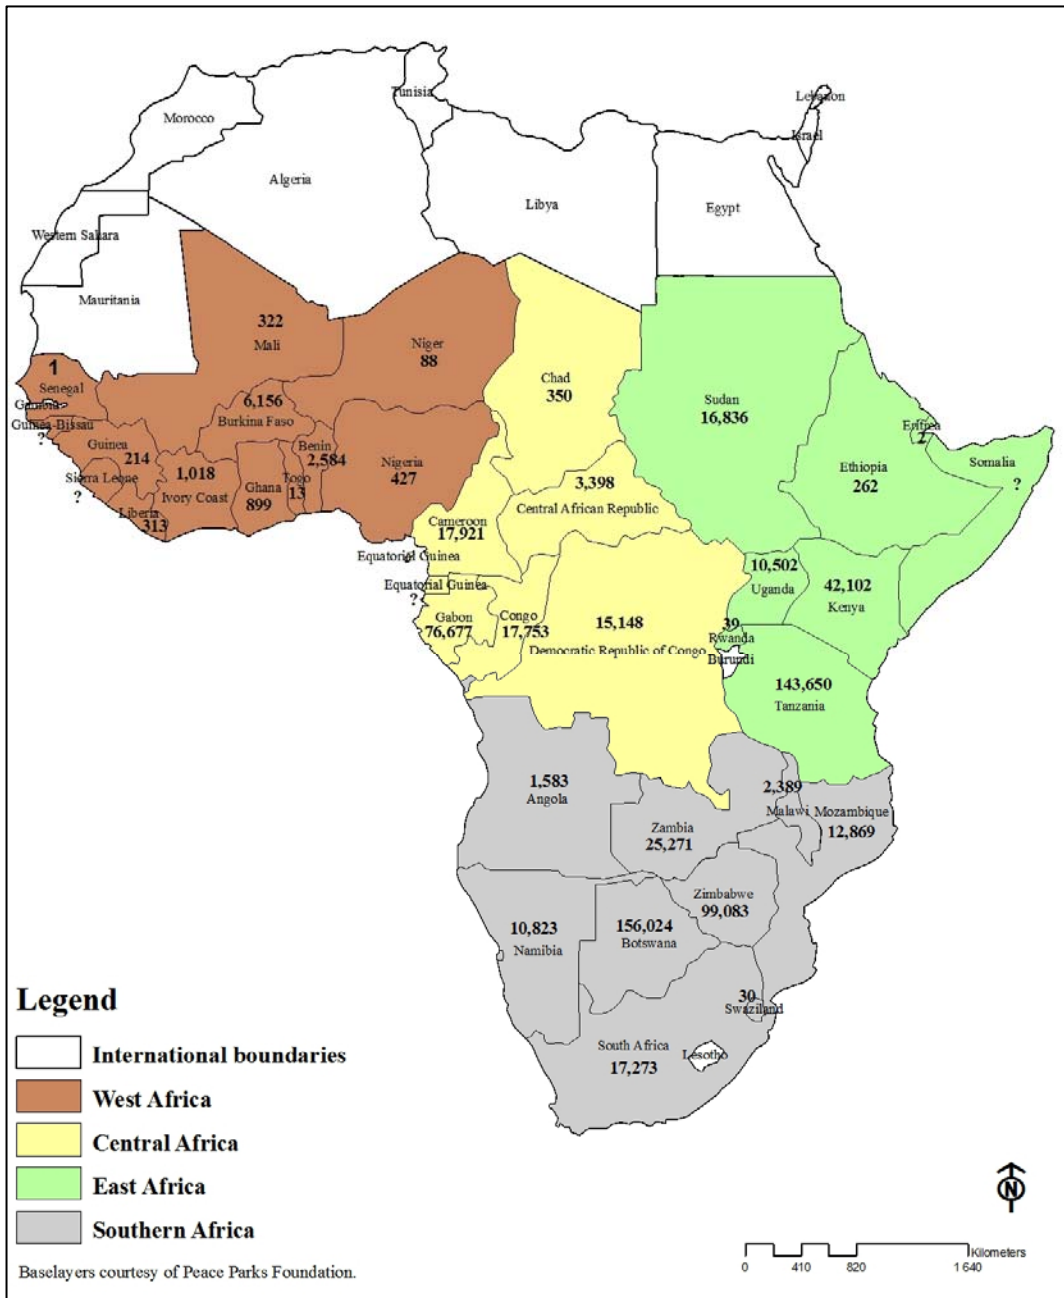 Lebanon
Tunisia
Morocco
Israel
Algeria
Libya
Egypt
Western Sahara
Mauritania
322
Mali
Niger
88
1
Senegal
Chad
350
Sudan
16,836
Gambia
Guinea-Bissau
?
6,156
Burkina Faso
Eritrea
2
Guinea
214
Benin
2,584
Nigeria
427
Ethiopia
262
Somalia
?
Sierra Leone
?
1,018
Ivory Coast
Ghana
899
Togo
13
3,398
Central African Republic
Liberia
313
Cameroon
17,921
Equatorial Guinea
Equatorial Guinea
?
10,502
Uganda
42,102
Kenya
Gabon
76,677
Congo
17,753
15,148
Democratic Republic of Congo
39
Rwanda
Burundi
143,650
Tanzania
1,583
Angola
2,389
Malawi
Mozambique
12,869
Zambia
25,271
Zimbabwe
99,083
10,823
Namibia
156,024
Botswana
30
Swaziland
South Africa
17,273
Lesotho
Legend
International boundaries
West Africa
Central Africa
East Africa
Southern Africa
Baselayers courtesy of Peace Parks Foundation.
N
Kilometers
0 410 820 1 640